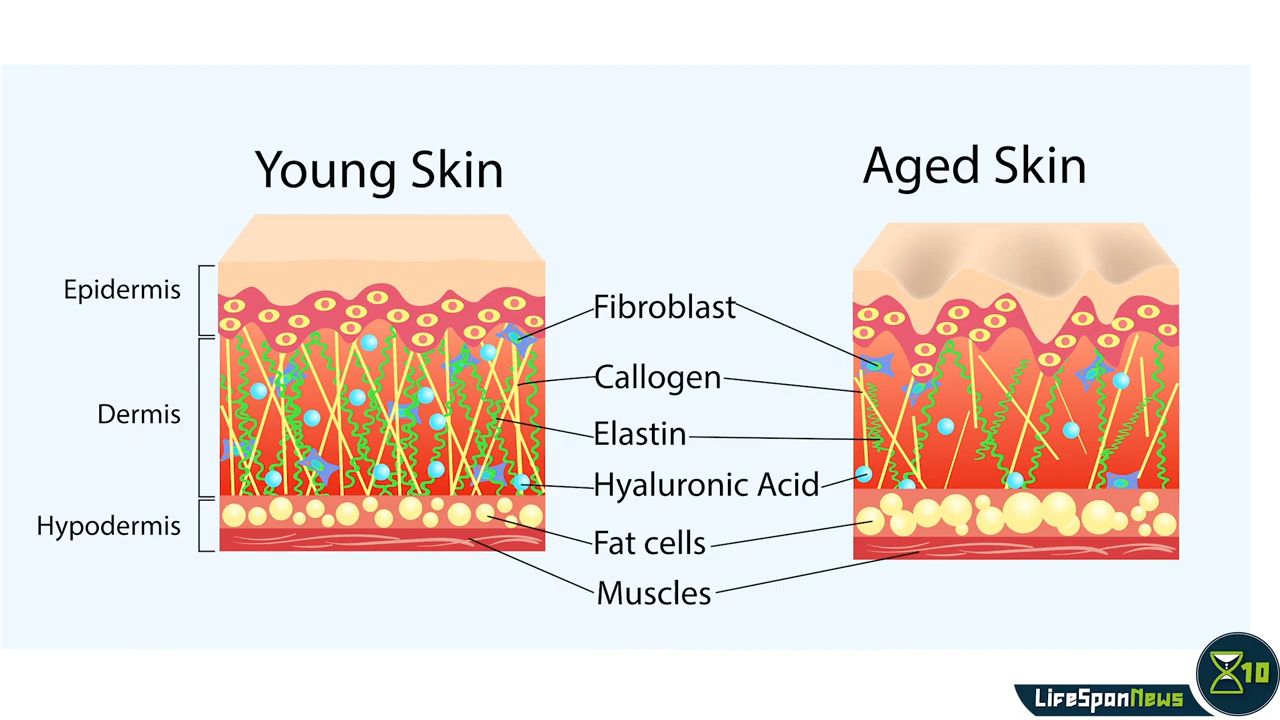 Young Skin
Aged Skin
Epidermis
Dermis
Hypodermis
Fibroblast
Callogen
Elastin
Hyaluronic Acid
Fat cells
Muscles
10
LifeSpanNews